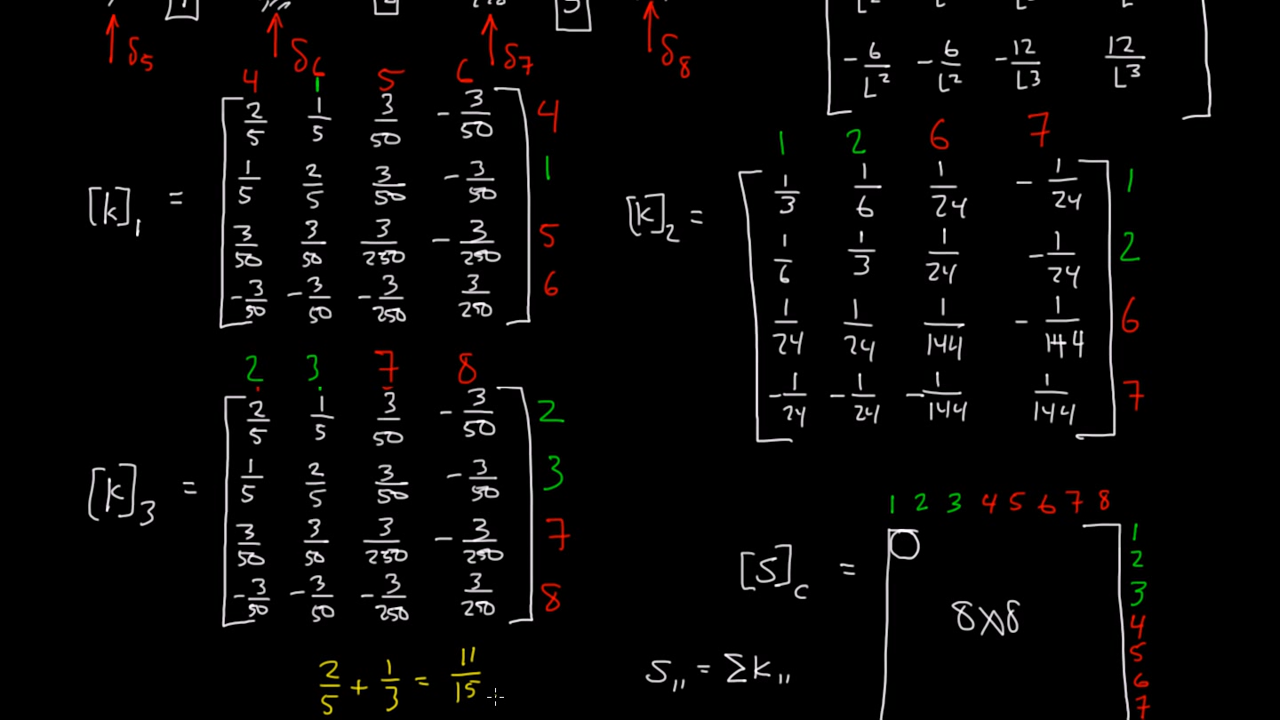 δ5 δ6 δ7 δ8
-6/L² -6/L² -12/L³ 12/L³
4 1 5 6
2/5 1/5 3/50 -3/50 4
1/5 2/5 3/50 -3/50 1
[k]₁ =
3/50 3/50 3/250 -3/250 5
-3/50 -3/50 -3/250 3/250 6
1 2 6 7
1/3 1/6 1/24 -1/24 1
[k]₂ =
1/6 1/3 1/24 -1/24 2
1/24 1/24 1/144 -1/144 6
-1/24 -1/24 -1/144 1/144 7
2 3 7 8
2/5 1/5 3/50 -3/50 2
1/5 2/5 3/50 -3/50 3
[k]₃ =
3/50 3/50 3/250 -3/250 7
-3/50 -3/50 -3/250 3/250 8
1 2 3 4 5 6 7 8
1
2
3
4
5
6
7
[S]c =
8x8
2/5 + 1/3 = 11/15
S₁₁ = ΣK₁₁